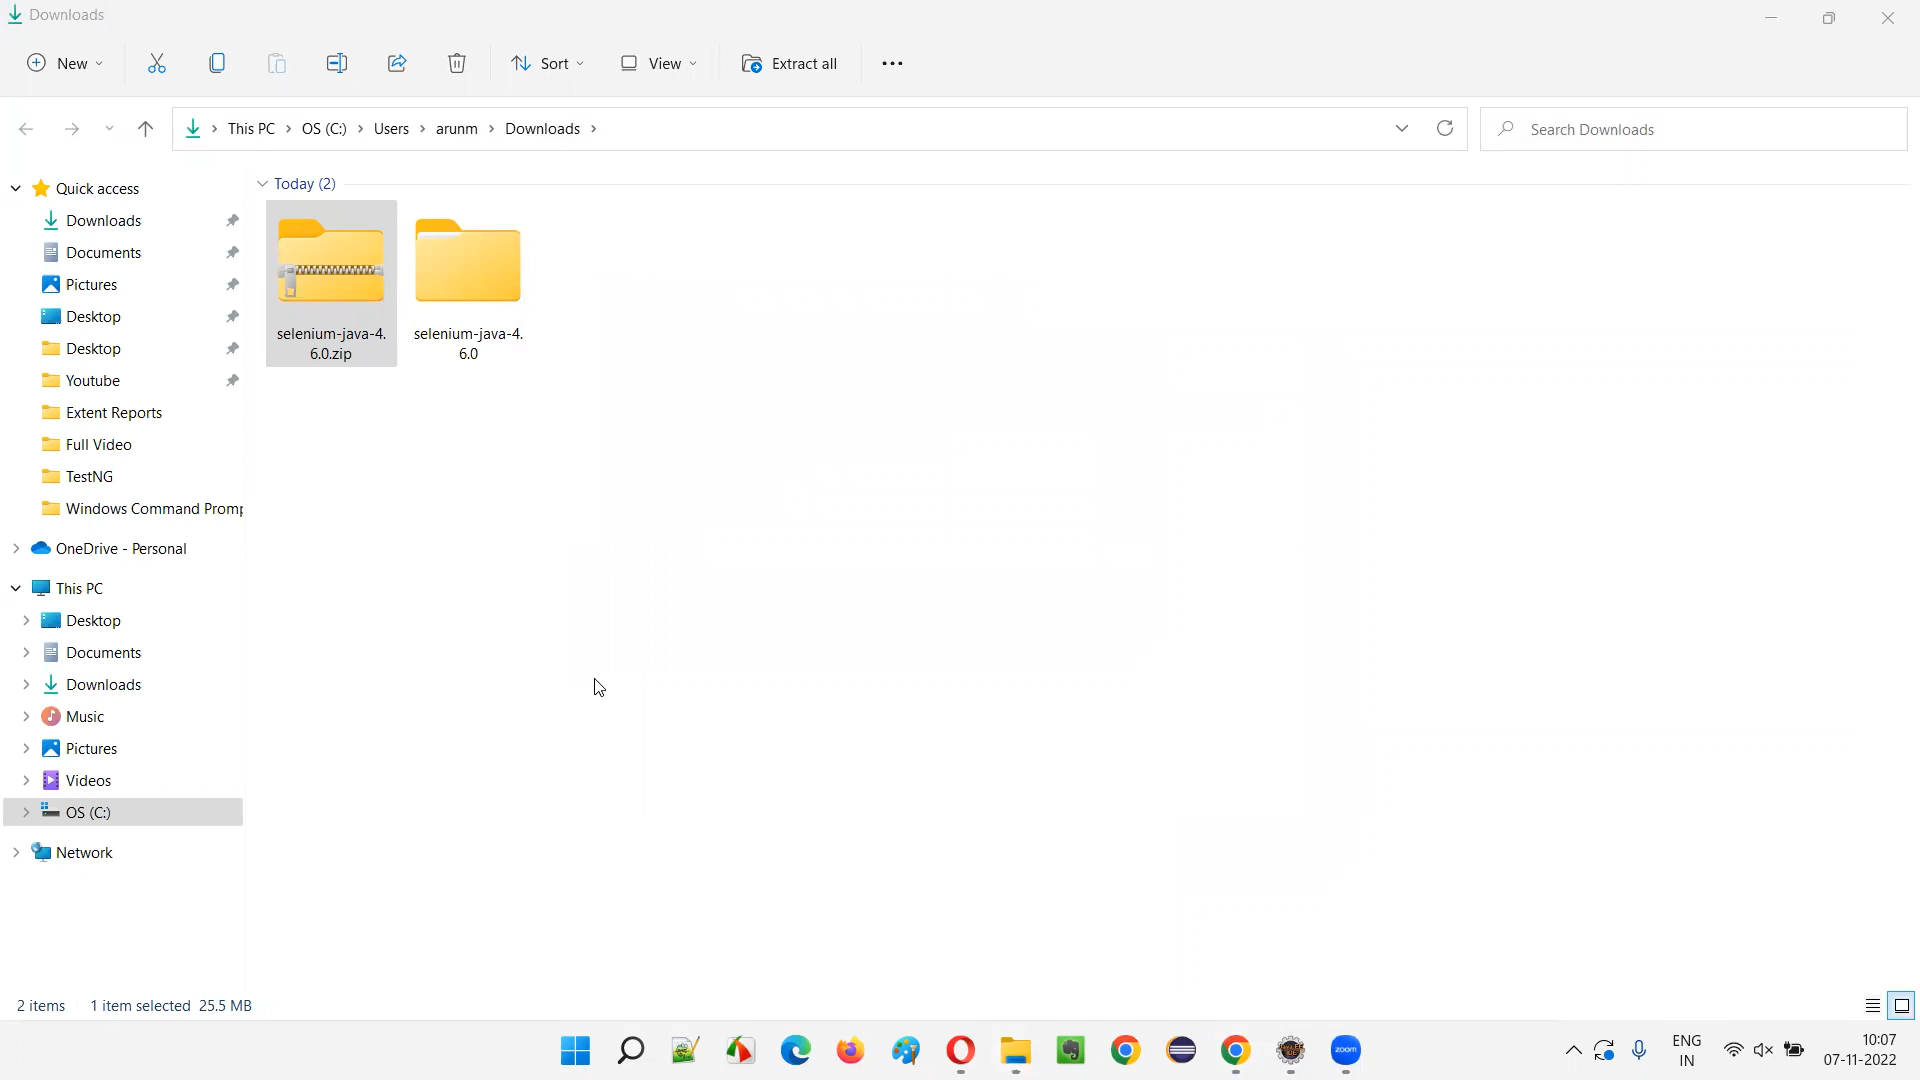 Downloads
New
Sort
View
Extract all
This PC
OS (C:)
Users
arunm
Downloads
Search Downloads
Quick access
Downloads
Documents
Pictures
Desktop
Desktop
Youtube
Extent Reports
Full Video
TestNG
Windows Command Promp
OneDrive - Personal
This PC
Desktop
Documents
Downloads
Music
Pictures
Videos
OS (C:)
Network
Today (2)
selenium-java-4.
6.0.zip
selenium-java-4.
6.0
2 items
1 item selected 25.5 MB
zoom
ENG
IN
10:07
07-11-2022